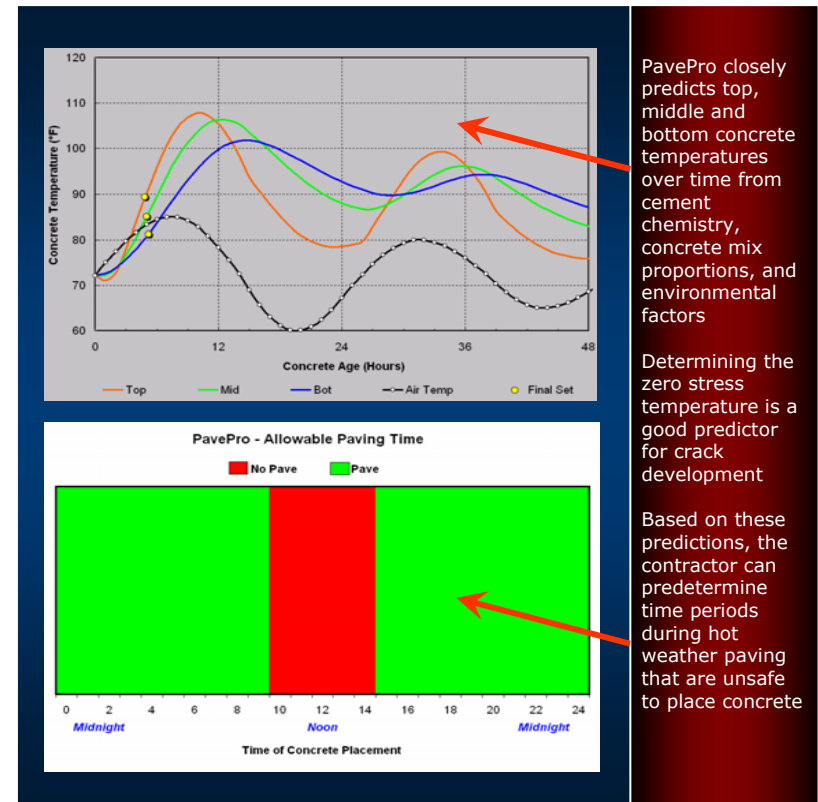 120
110
100
90
80
70
60
Concrete Temperature (°F)
0 12 24 36 48
Concrete Age (Hours)
Top Mid Bot Air Temp Final Set
PavePro - Allowable Paving Time
No Pave Pave
0 2 4 6 8 10 12 14 16 18 20 22 24
Midnight Noon Midnight
Time of Concrete Placement
PavePro closely
predicts top,
middle and
bottom concrete
temperatures
over time from
cement
chemistry,
concrete mix
proportions, and
environmental
factors
Determining the
zero stress
temperature is a
good predictor
for crack
development
Based on these
predictions, the
contractor can
predetermine
time periods
during hot
weather paving
that are unsafe
to place concrete